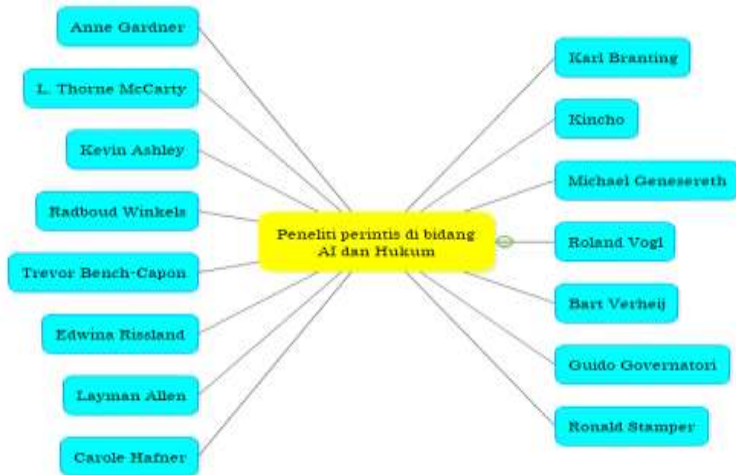 Anne Gardner
L. Thorne McCarty
Kevin Ashley
Radboud Winkels
Trevor Bench-Capon
Edwina Rissland
Layman Allen
Carole Hafner
Peneliti perintis di bidang
AI dan Hukum
Karl Branting
Kincho
Michael Genesereth
Roland Vogl
Bart Verheij
Guido Governatori
Ronald Stamper